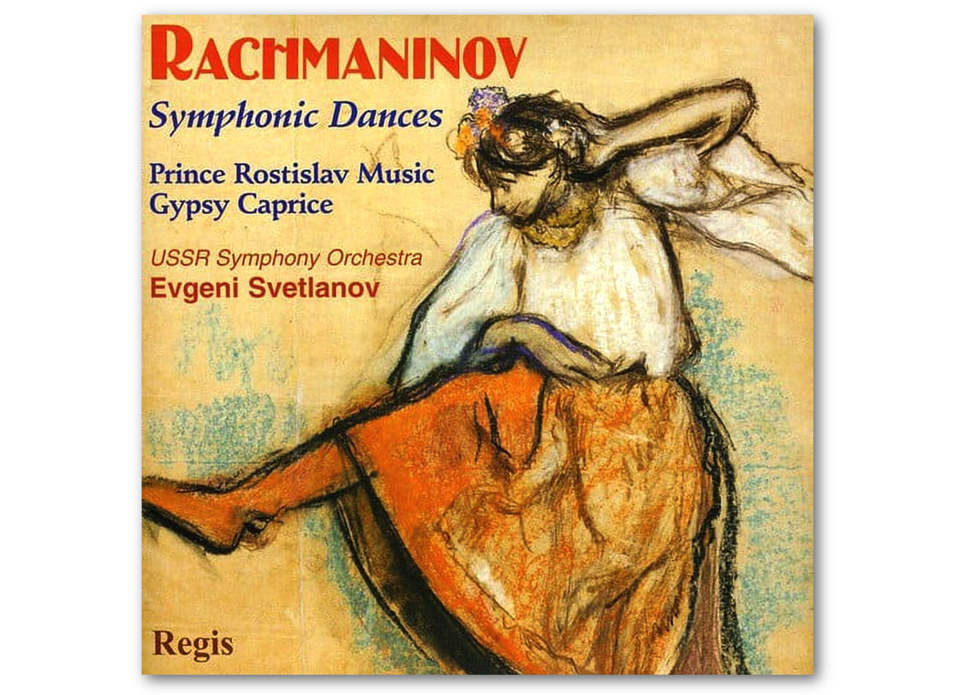 RACHMANINOV
Symphonic Dances
Prince Rostislav Music
Gypsy Caprice
USSR Symphony Orchestra
Evgeni Svetlanov
Regis